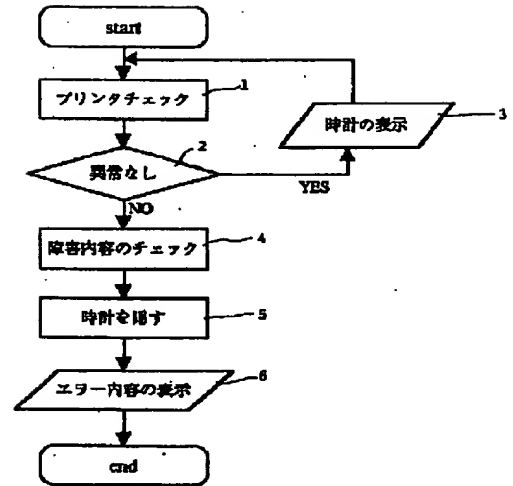 start
プリンタチェック
1
時計の表示
3
異常なし
2
YES
NO
障害内容のチェック
4
時計を隠す
5
エラー内容の表示
6
end